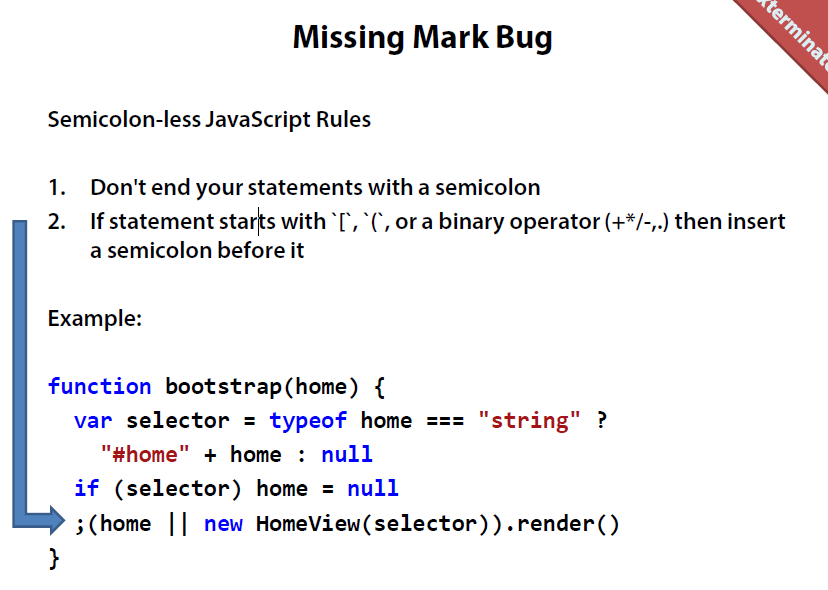 Missing Mark Bug
Semicolon-less JavaScript Rules
1. Don't end your statements with a semicolon
2. If statement starts with `[`, `(`, or a binary operator (+*/-,.) then insert
a semicolon before it
Example:
function bootstrap(home) {
var selector = typeof home === "string" ?
"#home" + home : null
if (selector) home = null
;(home || new HomeView(selector)).render()
}